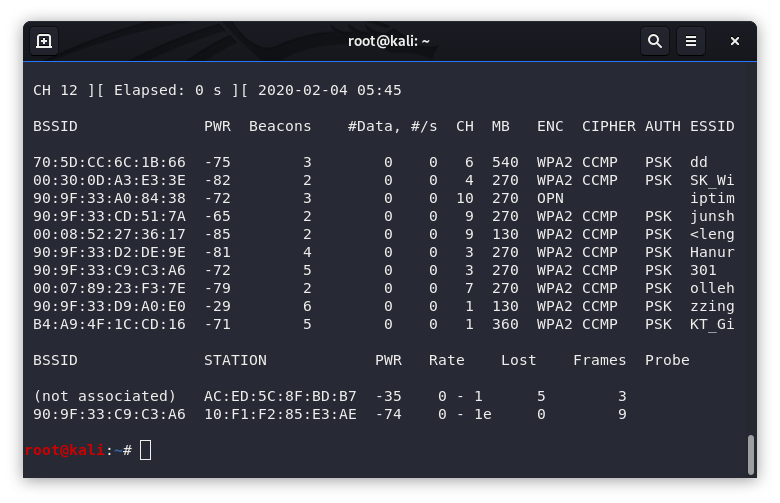 root@kali: ~
CH 12 ][ Elapsed: 0 s ][ 2020-02-04 05:45
BSSID PWR Beacons #Data, #/s CH MB ENC CIPHER AUTH ESSID
70:5D:CC:6C:1B:66 -75 3 0 0 6 540 WPA2 CCMP PSK dd
00:30:0D:A3:E3:3E -82 2 0 0 4 270 WPA2 CCMP PSK SK_Wi
90:9F:33:A0:84:38 -72 3 0 0 10 270 OPN iptim
90:9F:33:CD:51:7A -65 2 0 0 9 270 WPA2 CCMP PSK junsh
00:08:52:27:36:17 -85 2 0 0 9 130 WPA2 CCMP PSK <leng
90:9F:33:D2:DE:9E -81 4 0 0 3 270 WPA2 CCMP PSK Hanur
90:9F:33:C9:C3:A6 -72 5 0 0 3 270 WPA2 CCMP PSK 301
00:07:89:23:F3:7E -79 2 0 0 7 270 WPA2 CCMP PSK olleh
90:9F:33:D9:A0:E0 -29 6 0 0 1 130 WPA2 CCMP PSK zzing
B4:A9:4F:1C:CD:16 -71 5 0 0 1 360 WPA2 CCMP PSK KT_Gi
BSSID STATION PWR Rate Lost Frames Probe
(not associated) AC:ED:5C:8F:BD:B7 -35 0 - 1 5 3
90:9F:33:C9:C3:A6 10:F1:F2:85:E3:AE -74 0 - 1e 0 9
root@kali:~#